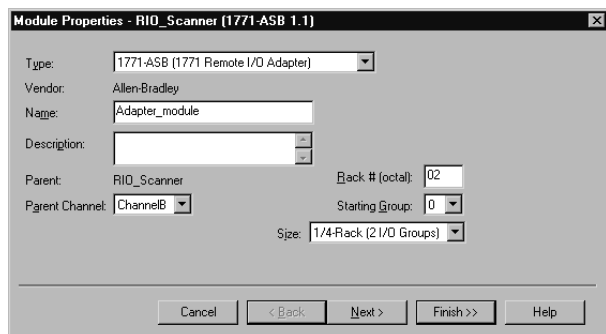 Module Properties - RIO_Scanner (1771-ASB 1.1)
Type: 1771-ASB (1771 Remote I/O Adapter)
Vendor: Allen-Bradley
Name: Adapter_module
Description:
Parent: RIO_Scanner Rack # (octal): 02
Parent Channel: ChannelB Starting Group: 0
Size: 1/4-Rack (2 I/O Groups)
Cancel < Back Next > Finish >> Help